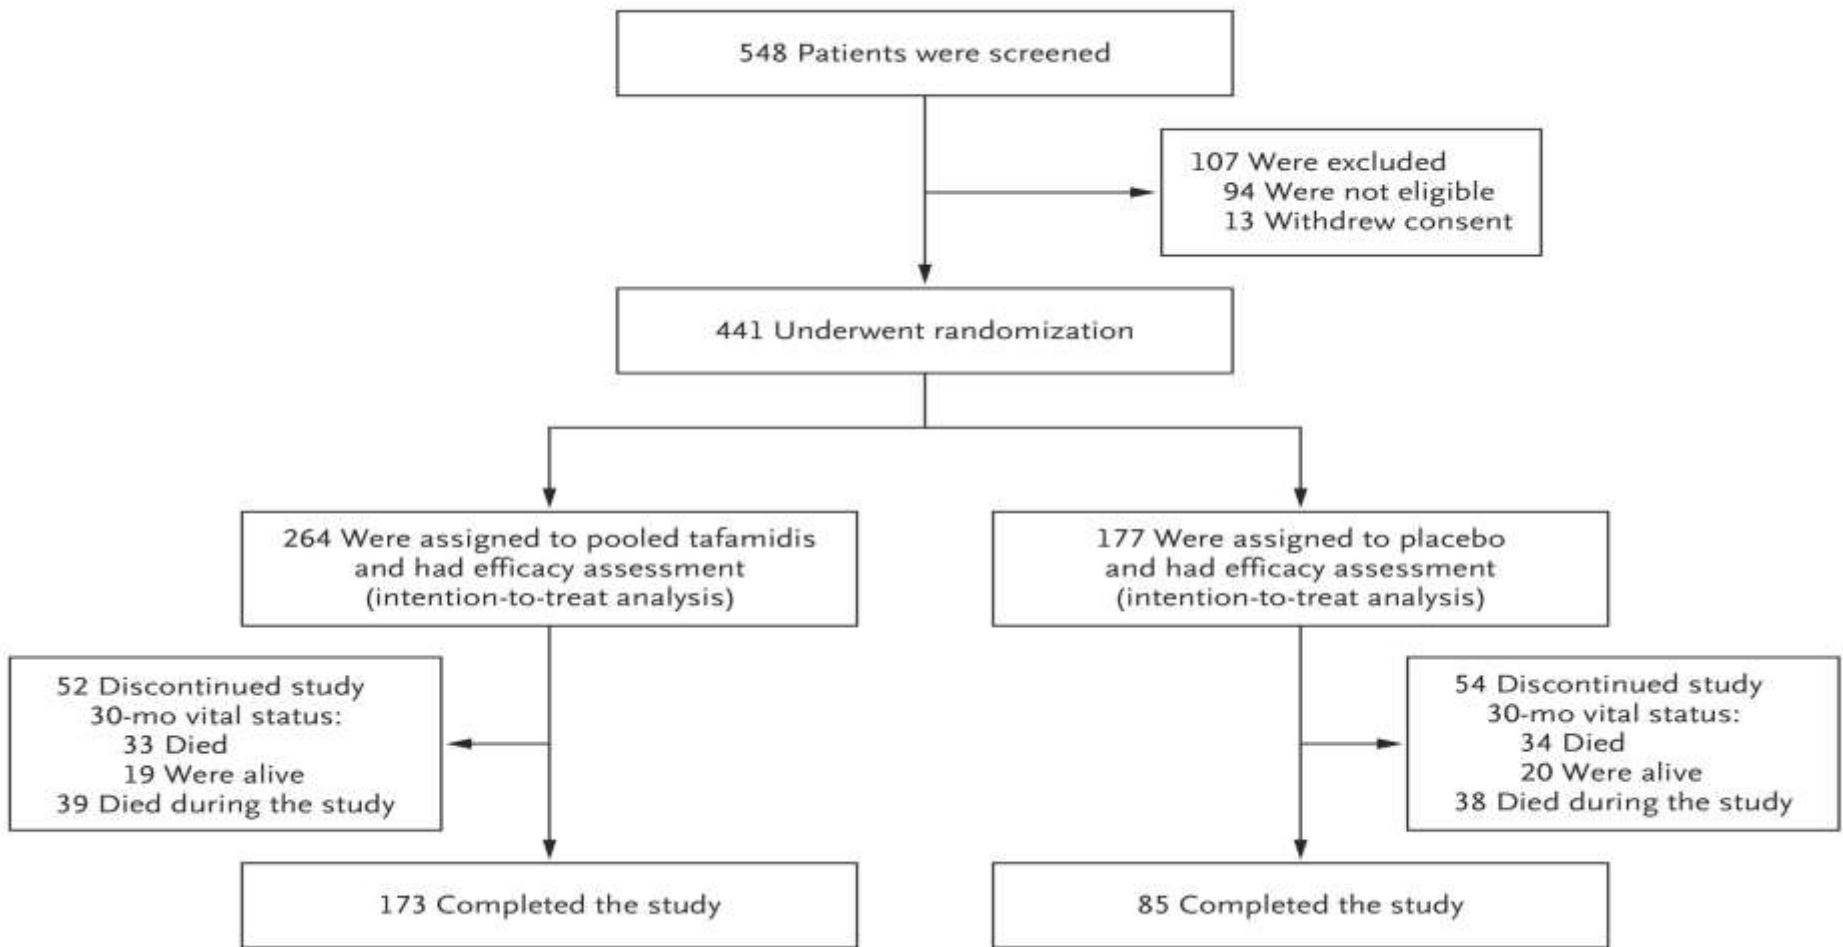 548 Patients were screened
107 Were excluded
94 Were not eligible
13 Withdrew consent
441 Underwent randomization
264 Were assigned to pooled tafamidis
and had efficacy assessment
(intention-to-treat analysis)
177 Were assigned to placebo
and had efficacy assessment
(intention-to-treat analysis)
52 Discontinued study
30-mo vital status:
33 Died
19 Were alive
39 Died during the study
54 Discontinued study
30-mo vital status:
34 Died
20 Were alive
38 Died during the study
173 Completed the study
85 Completed the study